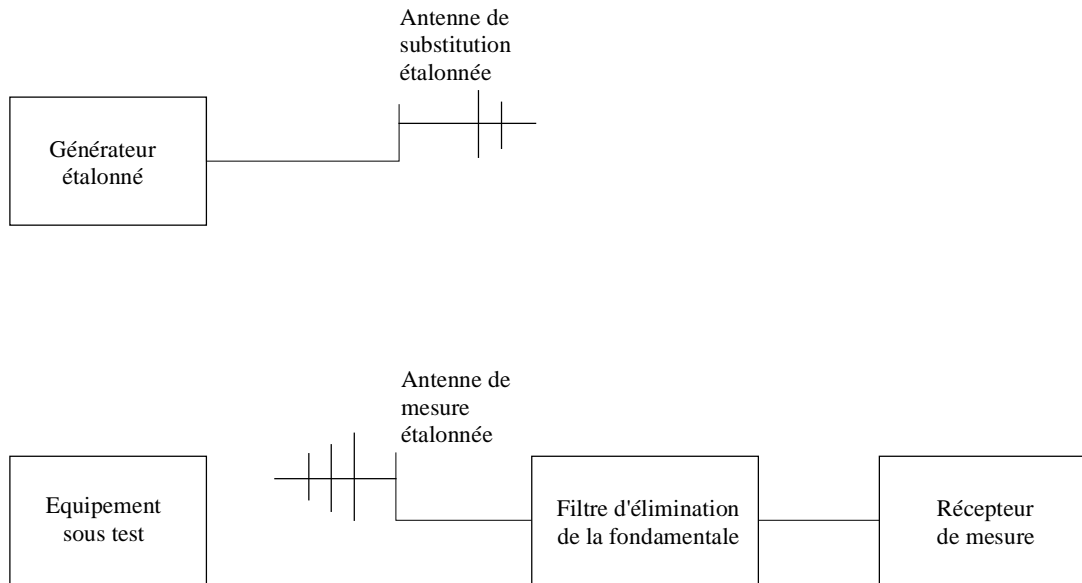 Antenne de
substitution
étalonnée
Générateur
étalonné
Antenne de
mesure
étalonnée
Equipement
sous test
Filtre d'élimination
de la fondamentale
Récepteur
de mesure